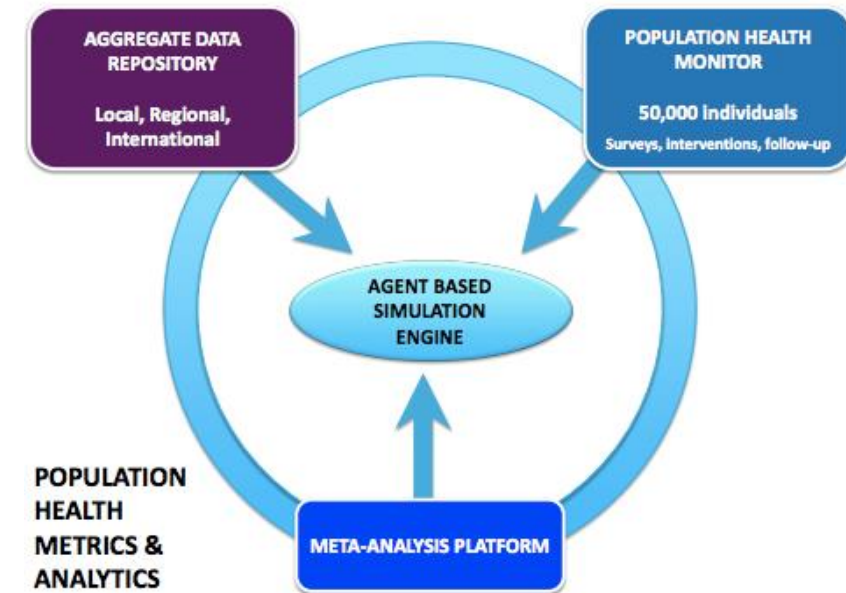 AGGREGATE DATA
REPOSITORY
Local, Regional,
International
POPULATION HEALTH
MONITOR
50,000 individuals
Surveys, interventions, follow-up
AGENT BASED
SIMULATION
ENGINE
META-ANALYSIS PLATFORM
POPULATION
HEALTH
METRICS &
ANALYTICS